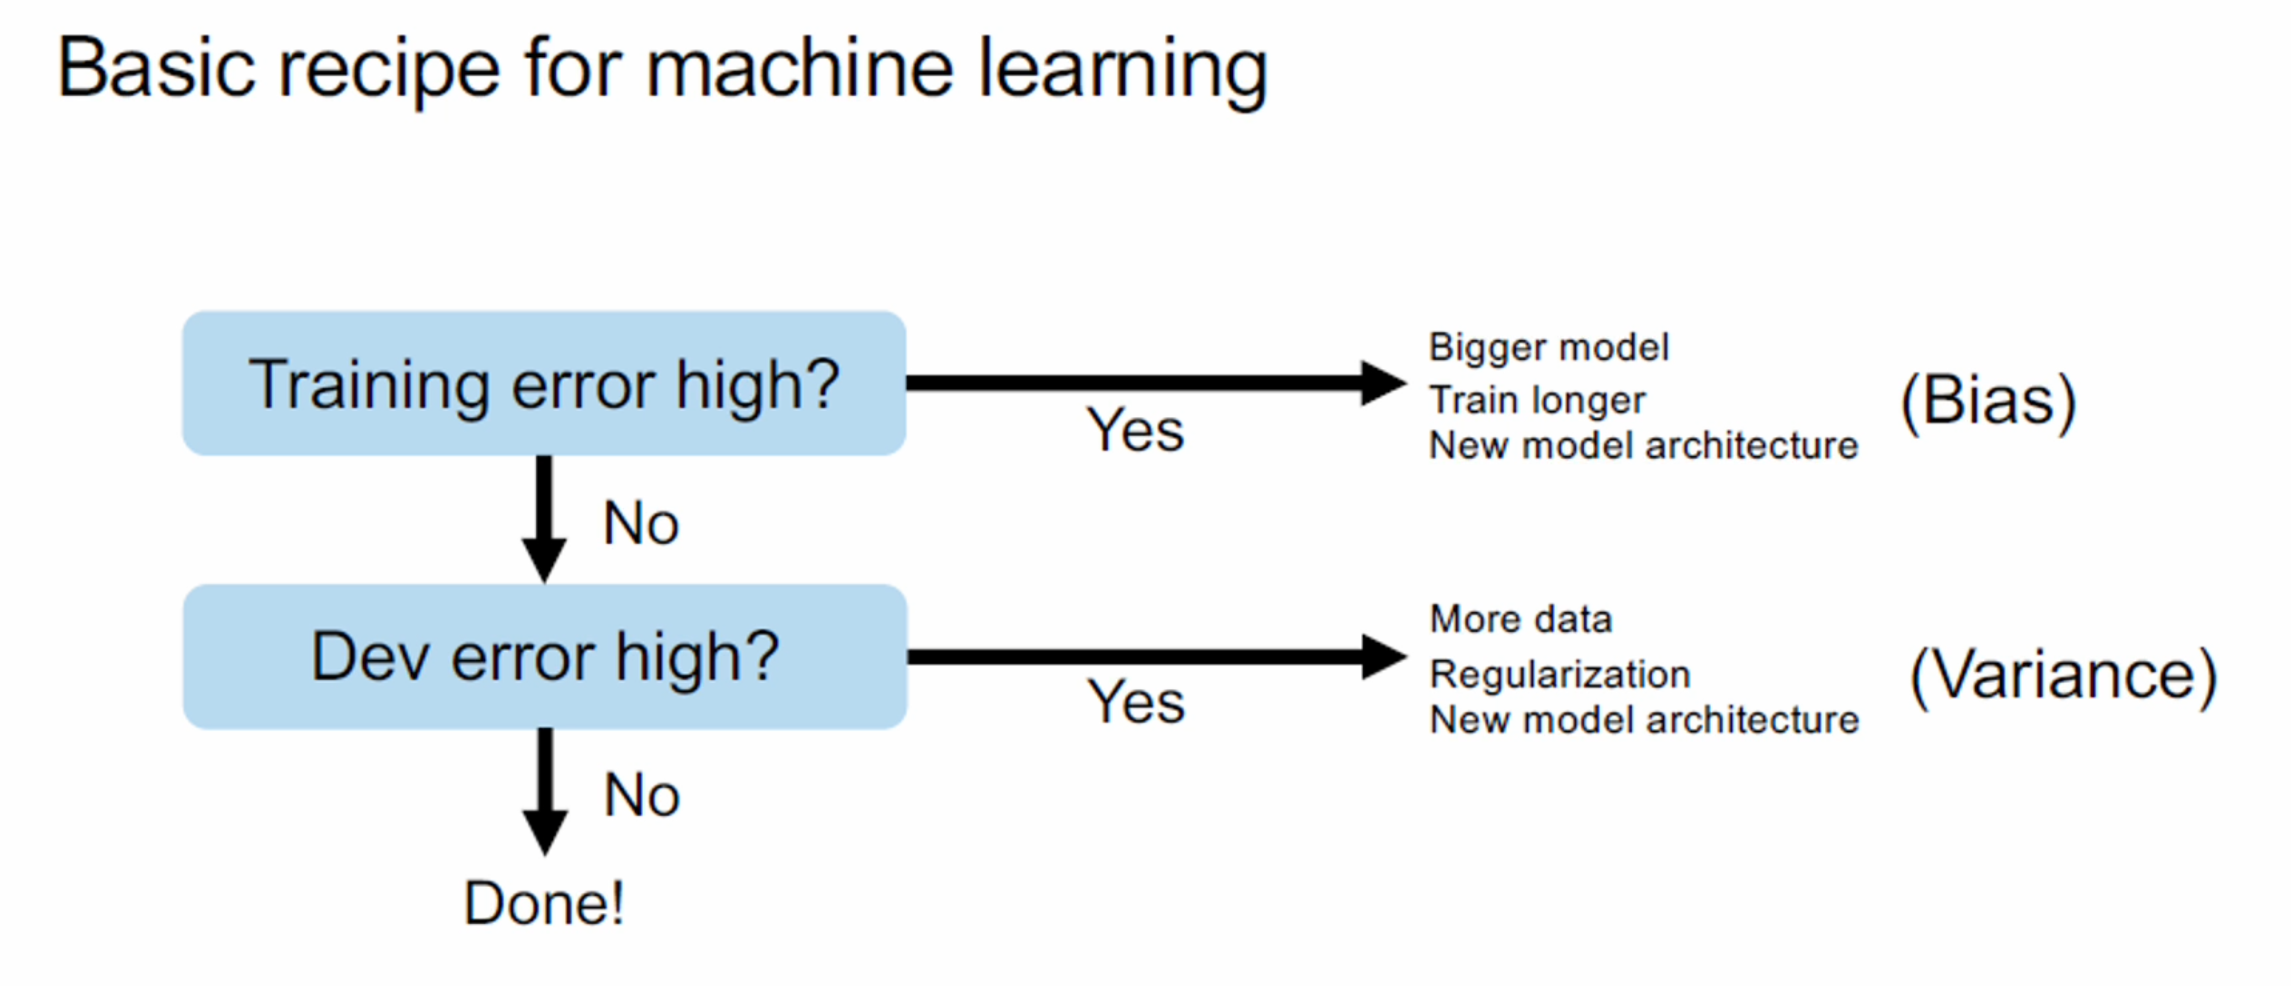 Basic recipe for machine learning
Training error high?
Yes
Bigger model
Train longer
New model architecture
(Bias)
No
Dev error high?
Yes
More data
Regularization
New model architecture
(Variance)
No
Done!